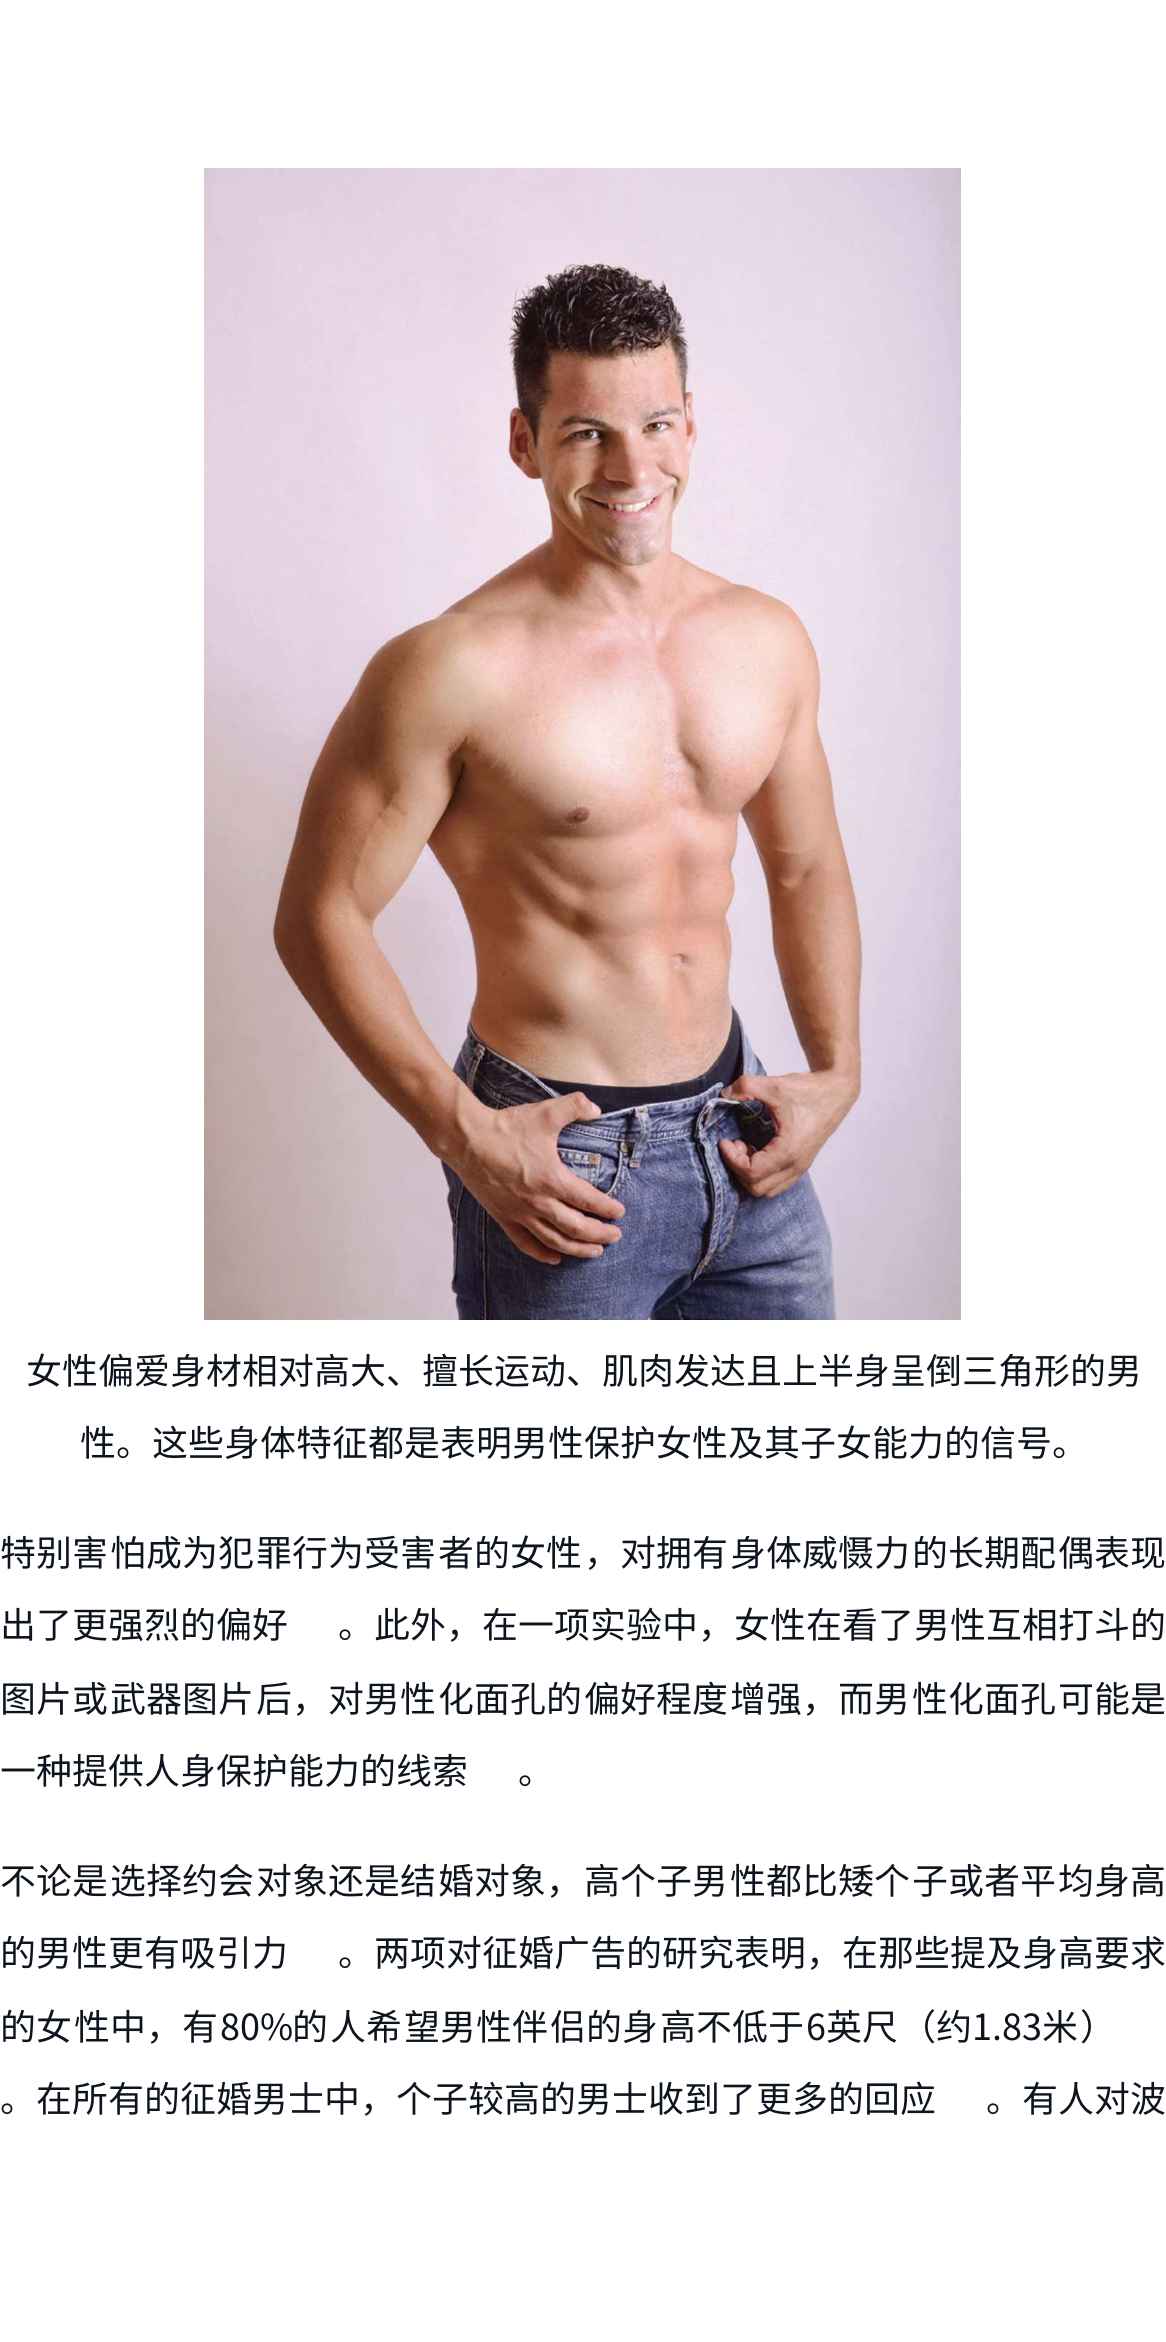 女性偏爱身材相对高大、擅长运动、肌肉发达且上半身呈倒三角形的男
性。这些身体特征都是表明男性保护女性及其子女能力的信号。
特别害怕成为犯罪行为受害者的女性，对拥有身体威慑力的长期配偶表现
出了更强烈的偏好 。此外，在一项实验中，女性在看了男性互相打斗的
图片或武器图片后，对男性化面孔的偏好程度增强，而男性化面孔可能是
一种提供人身保护能力的线索 。
不论是选择约会对象还是结婚对象，高个子男性都比矮个子或者平均身高
的男性更有吸引力 。两项对征婚广告的研究表明，在那些提及身高要求
的女性中，有80%的人希望男性伴侣的身高不低于6英尺（约1.83米）
。在所有的征婚男士中，个子较高的男士收到了更多的回应 。有人对波